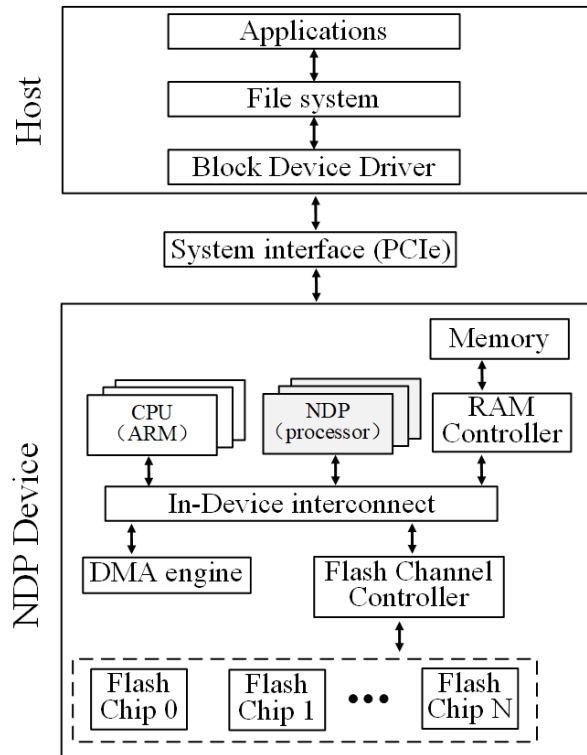 Host
Applications
File system
Block Device Driver
System interface (PCIe)
NDP Device
Memory
CPU
（ARM）
NDP
（processor）
RAM
Controller
In-Device interconnect
DMA engine
Flash Channel
Controller
Flash
Chip 0
Flash
Chip 1
•••
Flash
Chip N